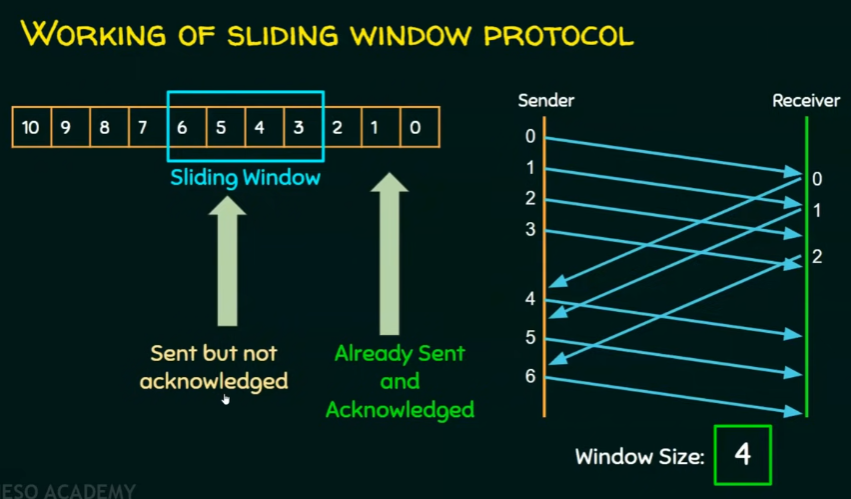 WORKING OF SLIDING WINDOW PROTOCOL
10 9 8 7 6 5 4 3 2 1 0
Sliding Window
Sent but not
acknowledged
Already Sent
and
Acknowledged
Sender Receiver
0
1
2
3
4
5
6
0
1
2
Window Size: 4
ESO ACADEMY